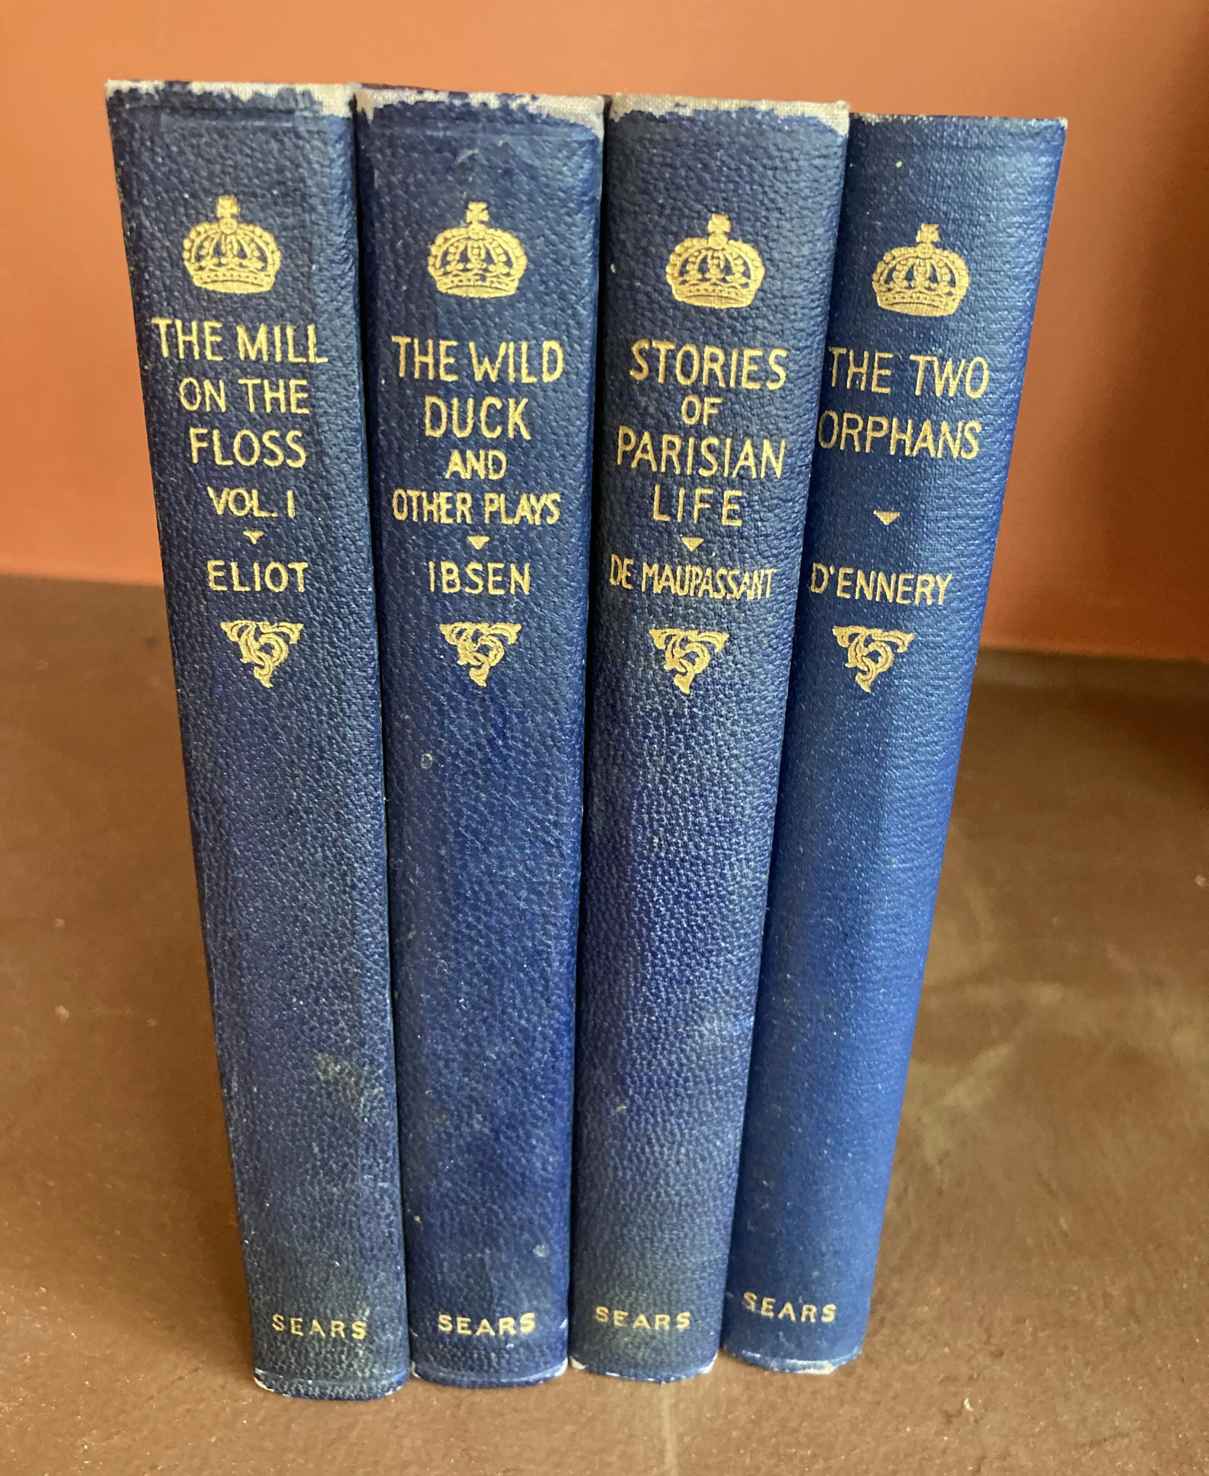 THE MILL
ON THE
FLOSS
VOL. I
ELIOT
SEARS
THE WILD
DUCK
AND
OTHER PLAYS
IBSEN
SEARS
STORIES
OF
PARISIAN
LIFE
DE MAUPASSANT
SEARS
THE TWO
ORPHANS
D'ENNERY
SEARS